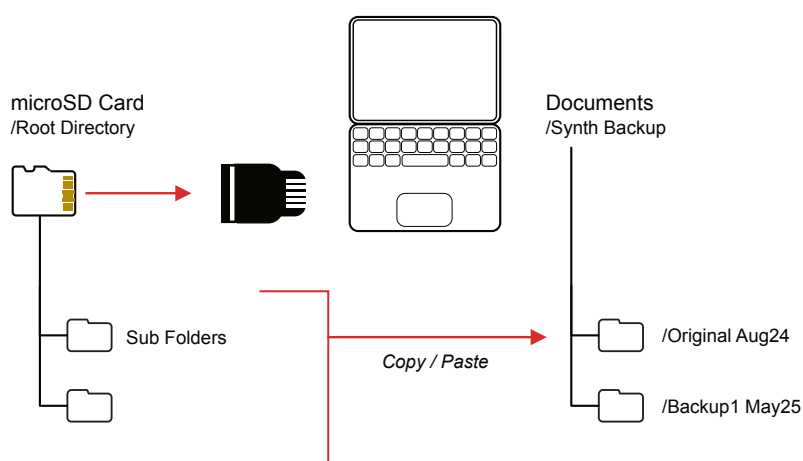 microSD Card
/Root Directory
Documents
/Synth Backup
Sub Folders
Copy / Paste
/Original Aug24
/Backup1 May25